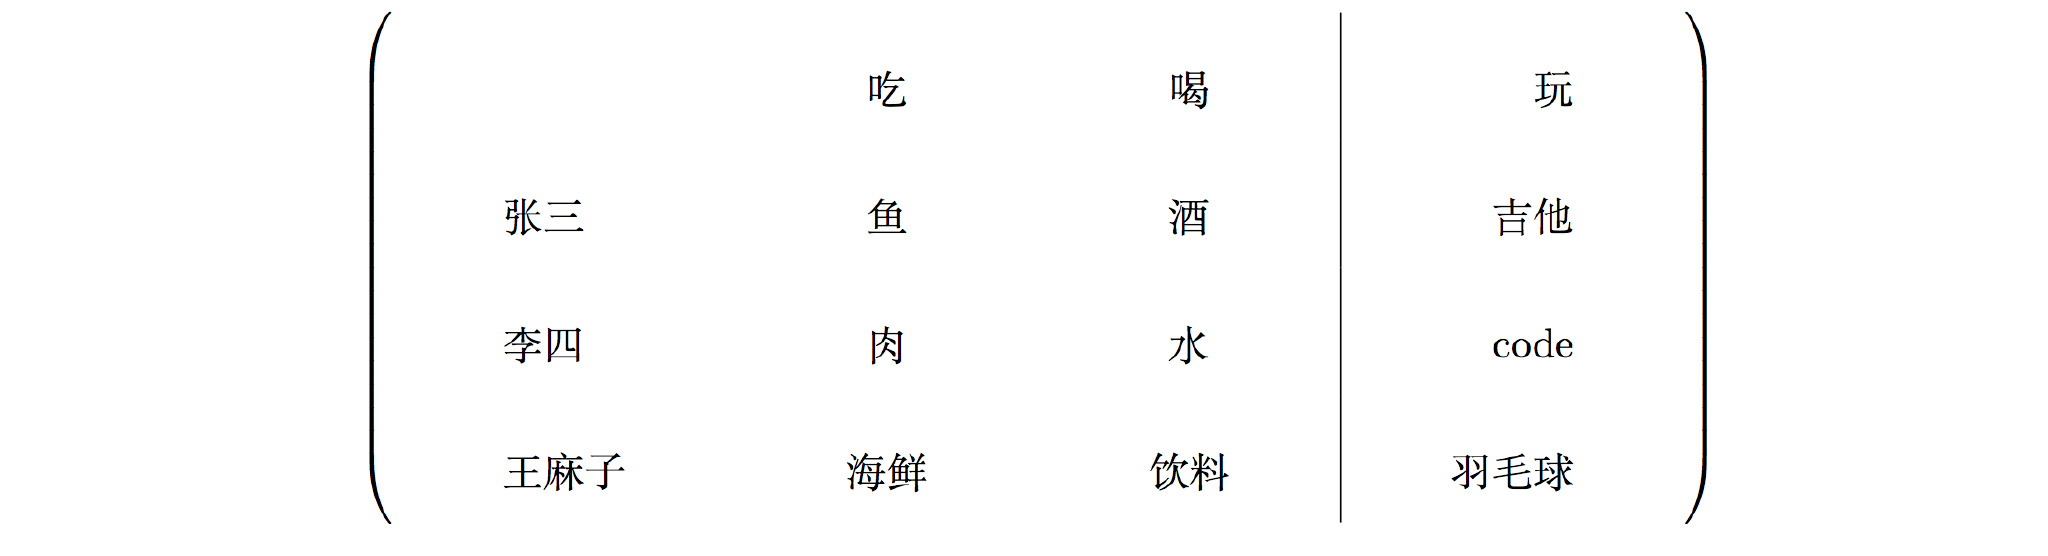 吃 喝 玩
张三 鱼 酒 吉他
李四 肉 水 code
王麻子 海鲜 饮料 羽毛球